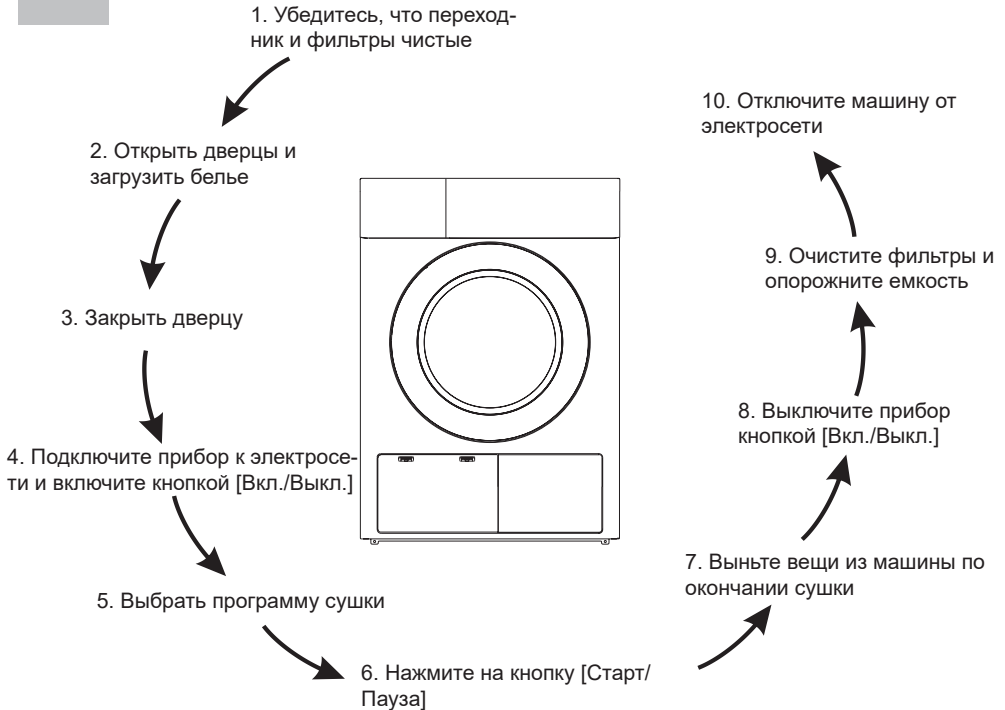 1. Убедитесь, что переход-
ник и фильтры чистые
2. Открыть дверцы и
загрузить белье
3. Закрыть дверцу
4. Подключите прибор к электросе-
ти и включите кнопкой [Вкл./Выкл.]
5. Выбрать программу сушки
6. Нажмите на кнопку [Старт/
Пауза]
7. Выньте вещи из машины по
окончании сушки
8. Выключите прибор
кнопкой [Вкл./Выкл.]
9. Очистите фильтры и
опорожните емкость
10. Отключите машину от
электросети